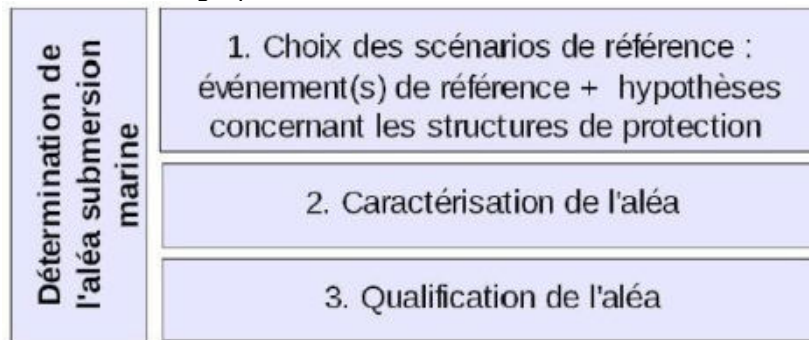 Détermination de
l'aléa submersion
marine
1. Choix des scénarios de référence :
événement(s) de référence + hypothèses
concernant les structures de protection
2. Caractérisation de l'aléa
3. Qualification de l'aléa